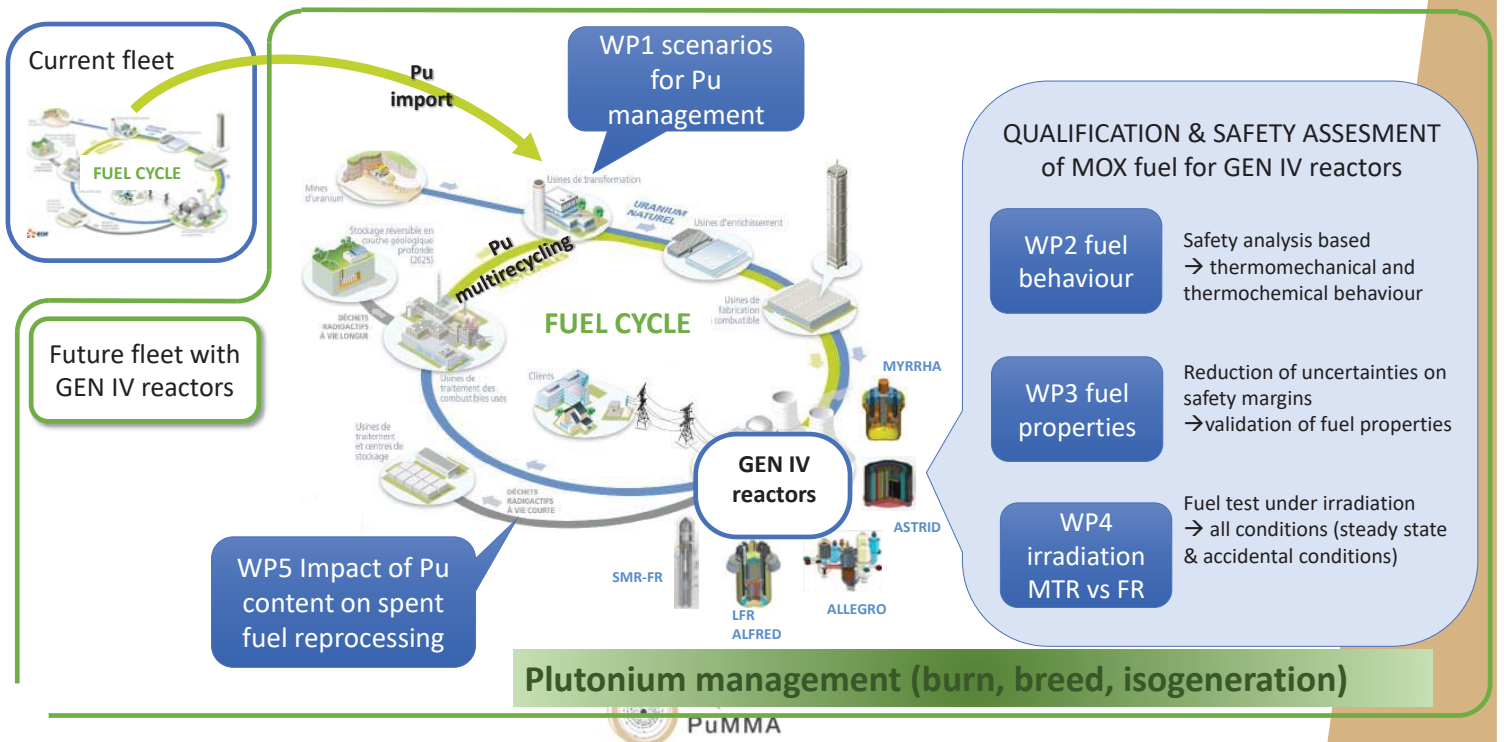 Current fleet
FUEL CYCLE
Pu
import
WP1 scenarios
for Pu
management
Future fleet with
GEN IV reactors
Mines
d'uranium
Usines de transformation
URANIUM
NATUREL
Usines d'enrichissement
Stockage réversible en
couche géologique
profonde
(2025)
Pu
multirecycling
DÉCHETS
RADIOACTIFS
À VIE LONGUE
FUEL CYCLE
Usines de
fabrication
combustible
Usines de
traitement des
combustibles usés
Clients
Usines de
traitement
et centres de
stockage
DÉCHETS
RADIOACTIFS
À VIE COURTE
GEN IV
reactors
MYRRHA
ASTRID
ALLEGRO
LFR
ALFRED
SMR-FR
WP5 Impact of Pu
content on spent
fuel reprocessing
QUALIFICATION & SAFETY ASSESMENT
of MOX fuel for GEN IV reactors
WP2 fuel
behaviour
Safety analysis based
→ thermomechanical and
thermochemical behaviour
WP3 fuel
properties
Reduction of uncertainties on
safety margins
→validation of fuel properties
WP4
irradiation
MTR vs FR
Fuel test under irradiation
→ all conditions (steady state
& accidental conditions)
Plutonium management (burn, breed, isogeneration)
PuMMA